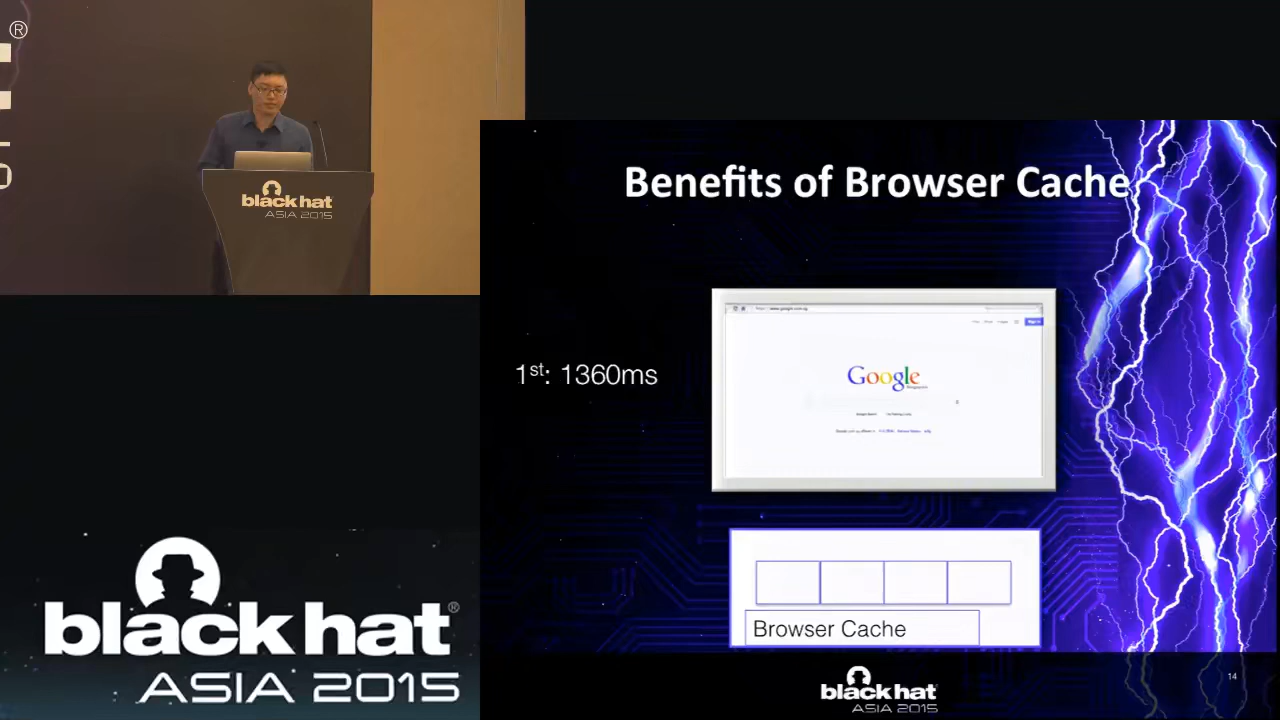 ®
black hat
ASIA 2015
Benefits of Browser Cache
1st: 1360ms
Google
Browser Cache
black hat®
ASIA 2015
black hat
ASIA 2015
14